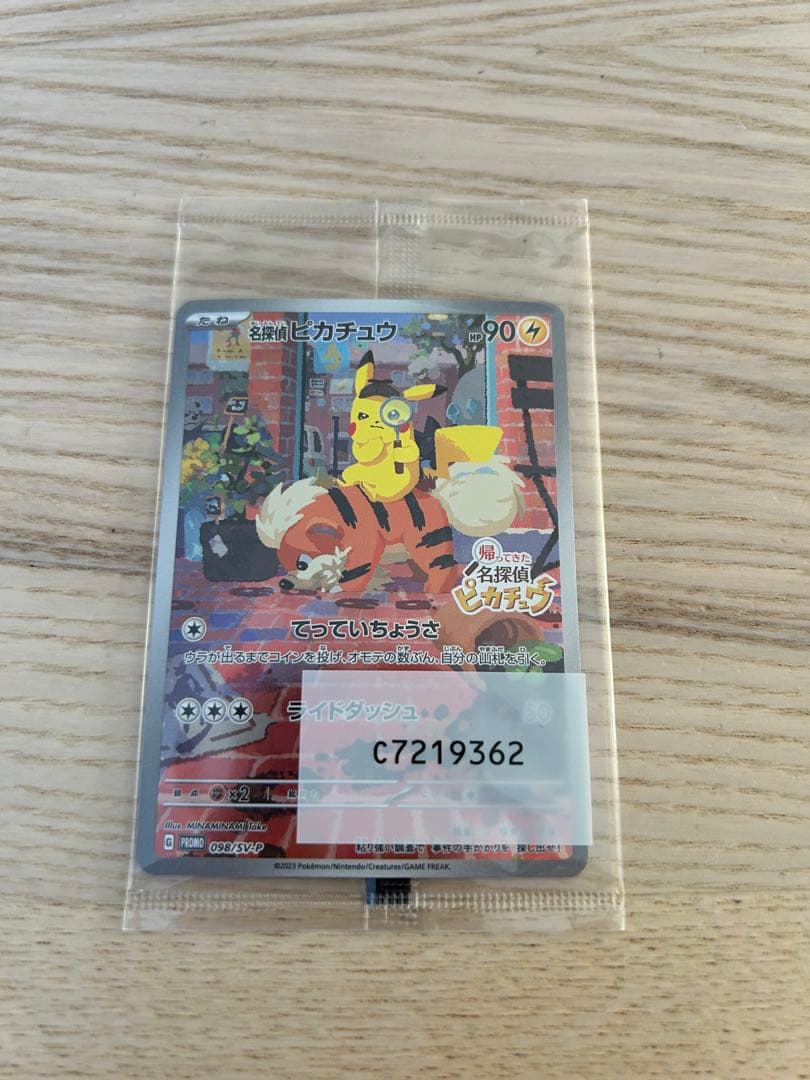 たね
名探偵ピカチュウ
HP90
帰ってきた
名探偵
ピカチュウ
てっていちょうさ
ウラが出るまでコインを投げ、オモテの数ぶん、自分の山札を引く。
ライドダッシュ
C7219362
弱点 ×2
Illus. MINAMINAMI Take
G PROMO 098/SV-P
粘り強い調査で 事件の手がかりを 探し出せ!
©2023 Pokémon/Nintendo/Creatures/GAME FREAK.